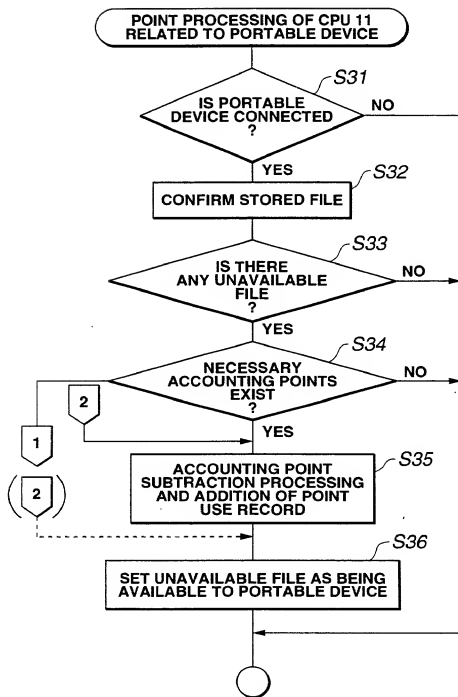 POINT PROCESSING OF CPU 11
RELATED TO PORTABLE DEVICE
S31
IS PORTABLE
DEVICE CONNECTED
?
NO
YES
S32
CONFIRM STORED FILE
S33
IS THERE
ANY UNAVAILABLE
FILE
?
NO
YES
S34
NECESSARY
ACCOUNTING POINTS
EXIST
?
NO
2
1
YES
S35
ACCOUNTING POINT
SUBTRACTION PROCESSING
AND ADDITION OF POINT
USE RECORD
(2)
S36
SET UNAVAILABLE FILE AS BEING
AVAILABLE TO PORTABLE DEVICE